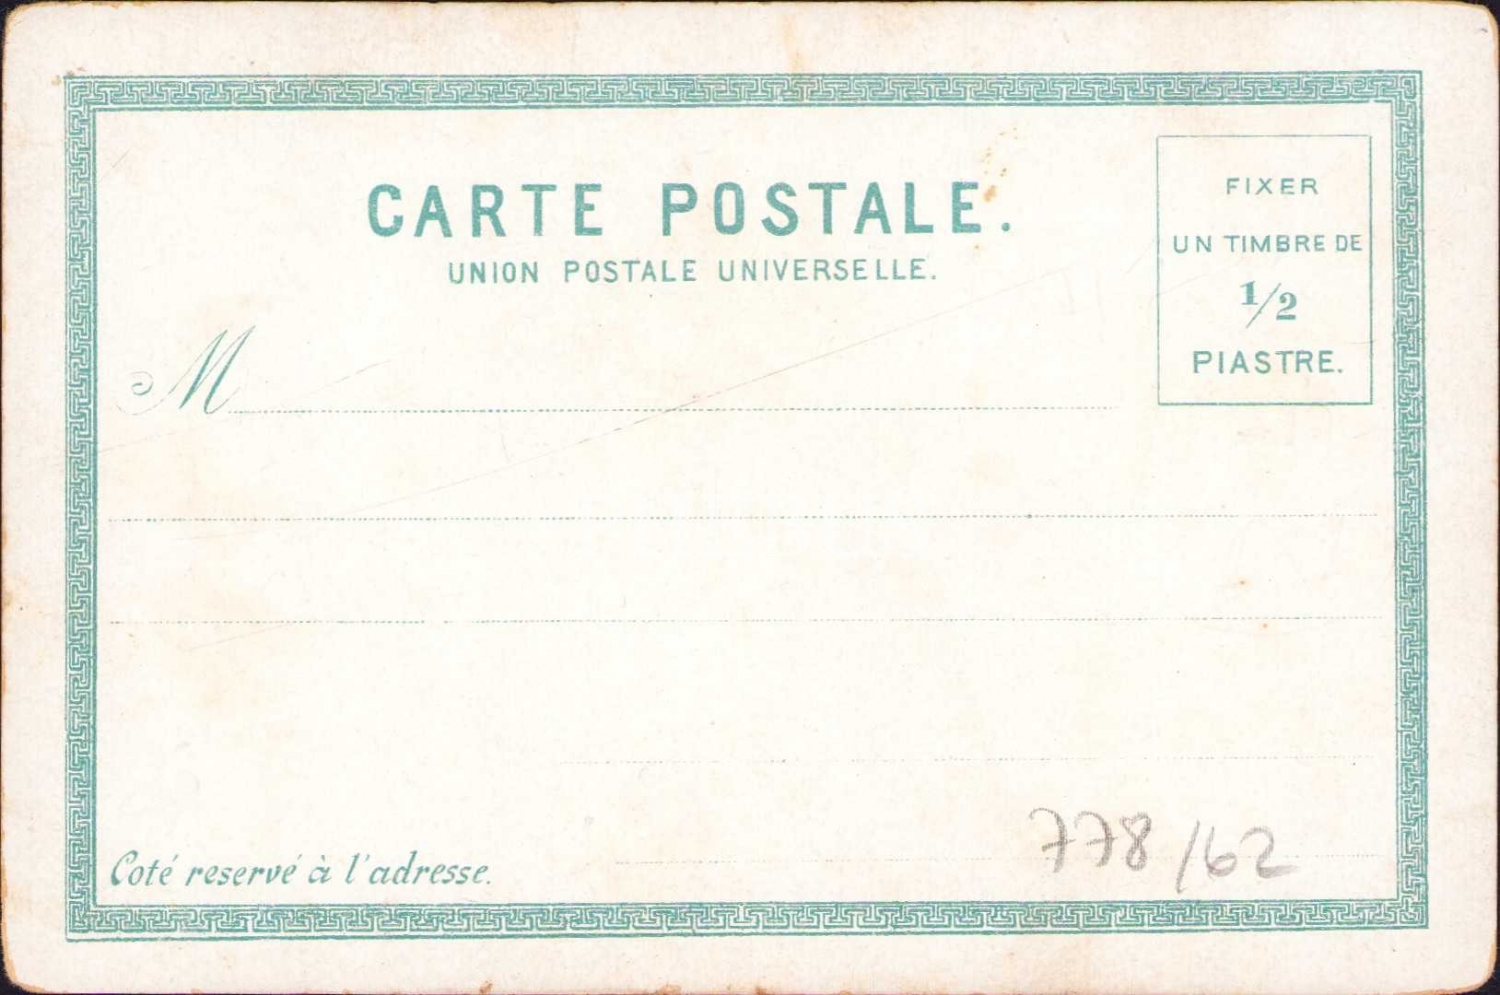 CARTE POSTALE.
UNION POSTALE UNIVERSELLE.
FIXER
UN TIMBRE DE
1/2
PIASTRE.
M
Coté reservé à l'adresse.
778/62